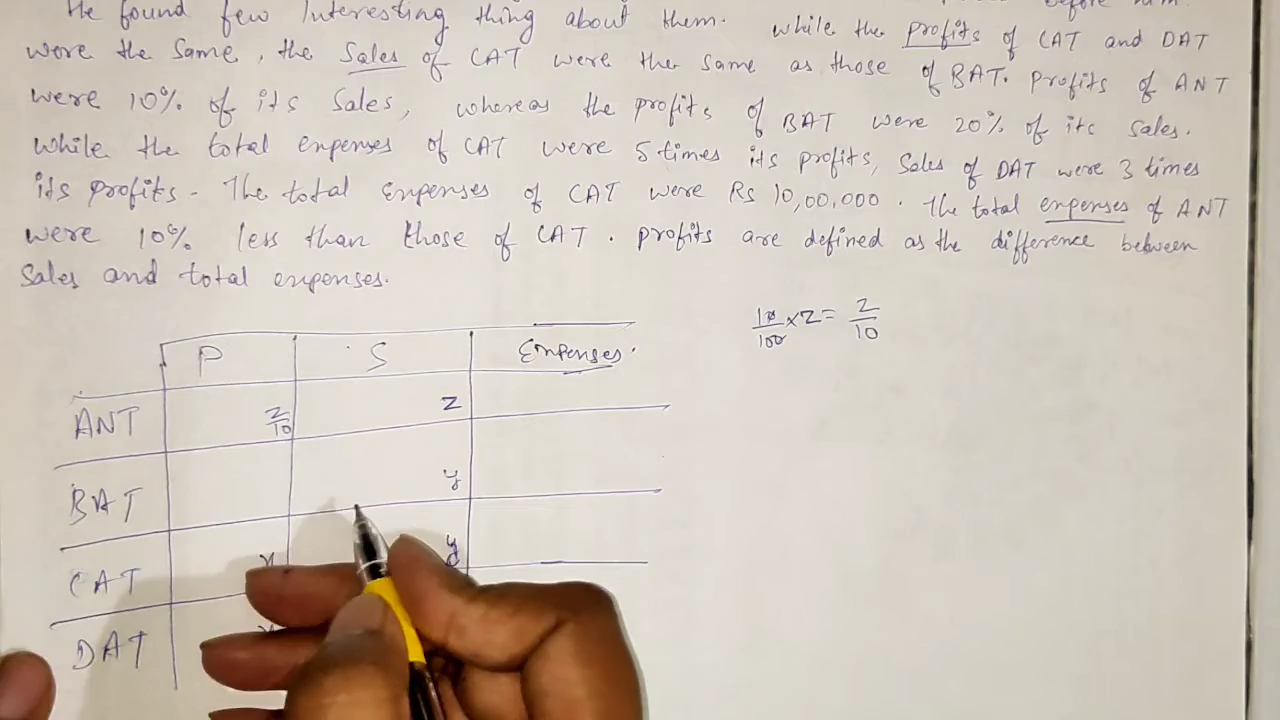 He found few Interesting thing about them. while the profits of CAT and DAT
were the same, the sales of CAT were the same as those of BAT. profits of ANT
were 10% of its sales, whereas the profits of BAT were 20% of its sales.
while the total expenses of CAT were 5 times its profits, sales of DAT were 3 times
its profits - The total expenses of CAT were Rs 10,00,000. The total expenses of ANT
were 10% less than those of CAT. profits are defined as the difference between
sales and total expenses.
10/100 x z = z/10
P S Expenses
ANT z/10 z
BAT y
CAT x y
DAT x